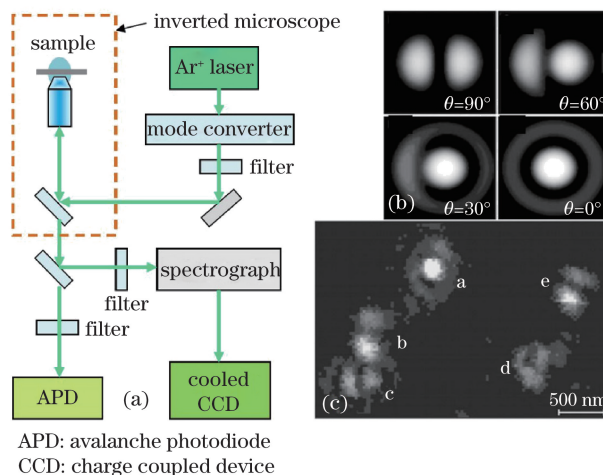 (a)
inverted microscope
sample
Ar⁺ laser
mode converter
filter
spectrograph
filter
filter
APD
(a)
cooled
CCD
APD: avalanche photodiode
CCD: charge coupled device
(b)
θ=90°
θ=60°
θ=30°
θ=0°
(b)
a
b
c
d
e
(c)
500 nm